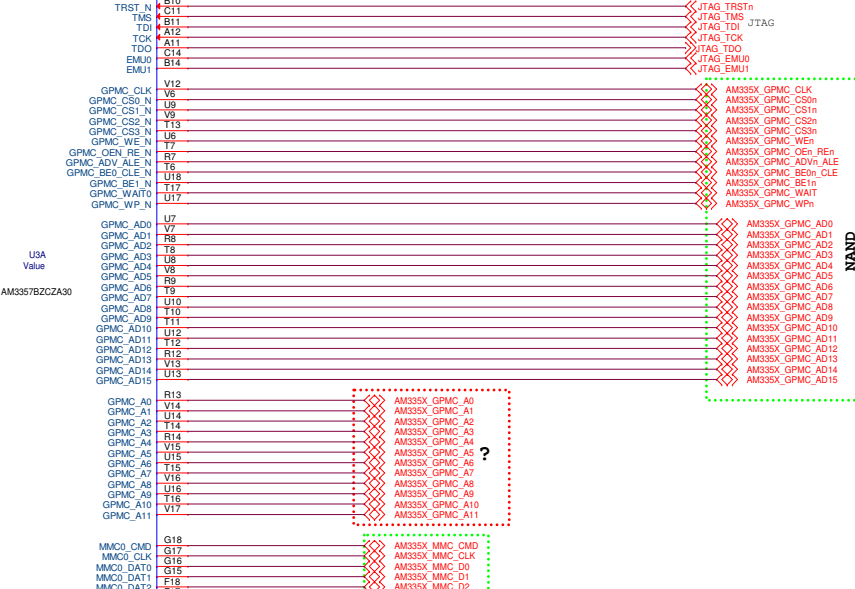 TRST_N B10 JTAG_TRSTn
TMS C11 JTAG_TMS
TDI B11 JTAG_TDI JTAG
TCK A12 JTAG_TCK
TDO A11 JTAG_TDO
EMU0 C14 JTAG_EMU0
EMU1 B14 JTAG_EMU1
GPMC_CLK V12 AM335X_GPMC_CLK
GPMC_CS0_N V6 AM335X_GPMC_CS0n
GPMC_CS1_N U9 AM335X_GPMC_CS1n
GPMC_CS2_N V9 AM335X_GPMC_CS2n
GPMC_CS3_N T13 AM335X_GPMC_CS3n
GPMC_WE_N U6 AM335X_GPMC_WEn
GPMC_OEN_RE_N T7 AM335X_GPMC_OEn_REn
GPMC_ADV_ALE_N R7 AM335X_GPMC_ADVn_ALE
GPMC_BE0_CLE_N T6 AM335X_GPMC_BE0n_CLE
GPMC_BE1_N U18 AM335X_GPMC_BE1n
GPMC_WAIT0 T17 AM335X_GPMC_WAIT
GPMC_WP_N U17 AM335X_GPMC_WPn
GPMC_AD0 U7 AM335X_GPMC_AD0
GPMC_AD1 V7 AM335X_GPMC_AD1
GPMC_AD2 R8 AM335X_GPMC_AD2
GPMC_AD3 T8 AM335X_GPMC_AD3
GPMC_AD4 U8 AM335X_GPMC_AD4
GPMC_AD5 V8 AM335X_GPMC_AD5
GPMC_AD6 R9 AM335X_GPMC_AD6
GPMC_AD7 T9 AM335X_GPMC_AD7
GPMC_AD8 U10 AM335X_GPMC_AD8
GPMC_AD9 T10 AM335X_GPMC_AD9
GPMC_AD10 T11 AM335X_GPMC_AD10
GPMC_AD11 U12 AM335X_GPMC_AD11
GPMC_AD12 T12 AM335X_GPMC_AD12
GPMC_AD13 R12 AM335X_GPMC_AD13
GPMC_AD14 V13 AM335X_GPMC_AD14
GPMC_AD15 U13 AM335X_GPMC_AD15
NAND
U3A
Value
AM3357BZCZA30
GPMC_A0 R13 AM335X_GPMC_A0
GPMC_A1 V14 AM335X_GPMC_A1
GPMC_A2 U14 AM335X_GPMC_A2
GPMC_A3 T14 AM335X_GPMC_A3
GPMC_A4 R14 AM335X_GPMC_A4
GPMC_A5 V15 AM335X_GPMC_A5 ?
GPMC_A6 U15 AM335X_GPMC_A6
GPMC_A7 T15 AM335X_GPMC_A7
GPMC_A8 V16 AM335X_GPMC_A8
GPMC_A9 U16 AM335X_GPMC_A9
GPMC_A10 T16 AM335X_GPMC_A10
GPMC_A11 V17 AM335X_GPMC_A11
MMC0_CMD G18 AM335X_MMC_CMD
MMC0_CLK G17 AM335X_MMC_CLK
MMC0_DAT0 G16 AM335X_MMC_D0
MMC0_DAT1 G15 AM335X_MMC_D1
MMC0_DAT2 F18 AM335X_MMC_D2